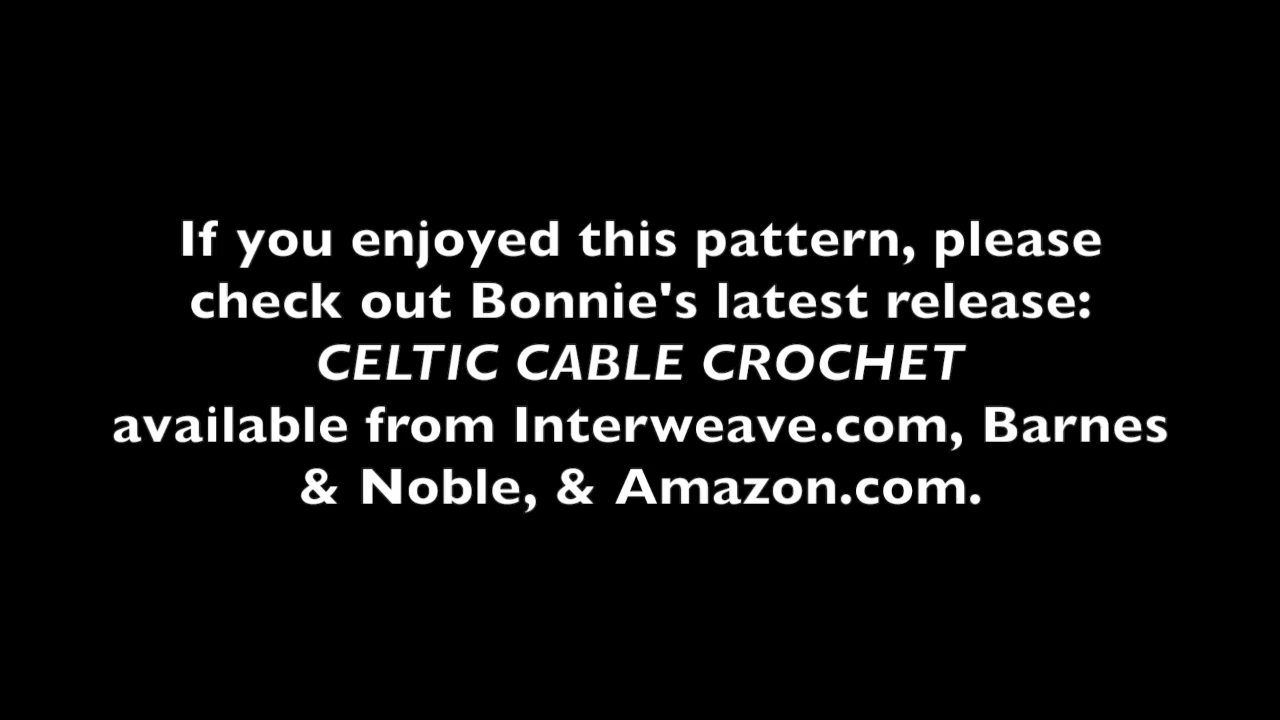 If you enjoyed this pattern, please
check out Bonnie's latest release:
CELTIC CABLE CROCHET
available from Interweave.com, Barnes
& Noble, & Amazon.com.